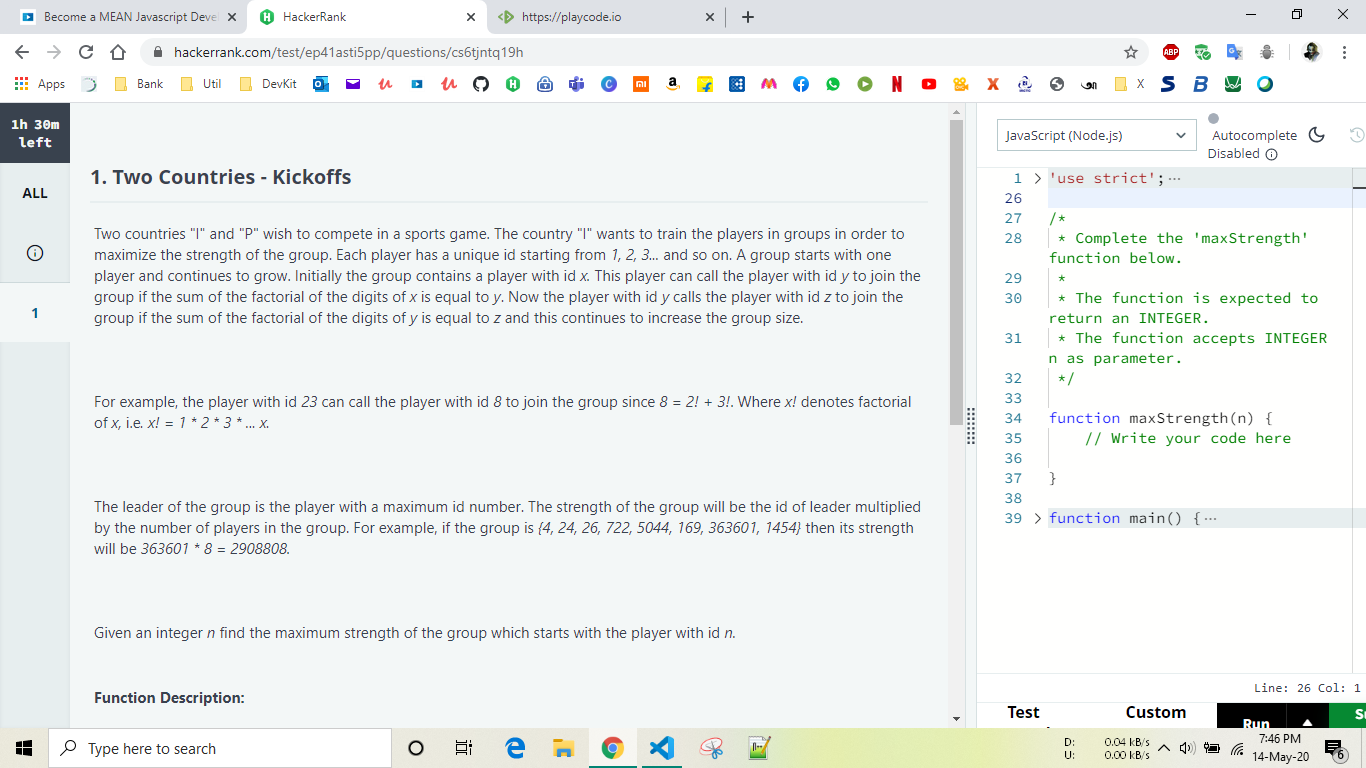 Become a MEAN Javascript Deve
HackerRank
https://playcode.io
hackerrank.com/test/ep41asti5pp/questions/cs6tjntq19h
ABP
Apps
Bank
Util
DevKit
X
1h 30m
left
ALL
1
1. Two Countries - Kickoffs
Two countries "I" and "P" wish to compete in a sports game. The country "I" wants to train the players in groups in order to
maximize the strength of the group. Each player has a unique id starting from 1, 2, 3... and so on. A group starts with one
player and continues to grow. Initially the group contains a player with id x. This player can call the player with id y to join the
group if the sum of the factorial of the digits of x is equal to y. Now the player with id y calls the player with id z to join the
group if the sum of the factorial of the digits of y is equal to z and this continues to increase the group size.
For example, the player with id 23 can call the player with id 8 to join the group since 8 = 2! + 3!. Where x! denotes factorial
of x, i.e. x! = 1 * 2 * 3 * ... x.
The leader of the group is the player with a maximum id number. The strength of the group will be the id of leader multiplied
by the number of players in the group. For example, if the group is {4, 24, 26, 722, 5044, 169, 363601, 1454} then its strength
will be 363601 * 8 = 2908808.
Given an integer n find the maximum strength of the group which starts with the player with id n.
Function Description:
JavaScript (Node.js)
Autocomplete
Disabled
1 'use strict';
26
27 /*
28 * Complete the 'maxStrength'
function below.
29 *
30 * The function is expected to
return an INTEGER.
31 * The function accepts INTEGER
n as parameter.
32 */
33
34 function maxStrength(n) {
35 // Write your code here
36
37 }
38
39 function main() {
Line: 26 Col: 1
Test
Custom
Run
Type here to search
D: 0.04 kB/s
U: 0.00 kB/s
7:46 PM
14-May-20
6